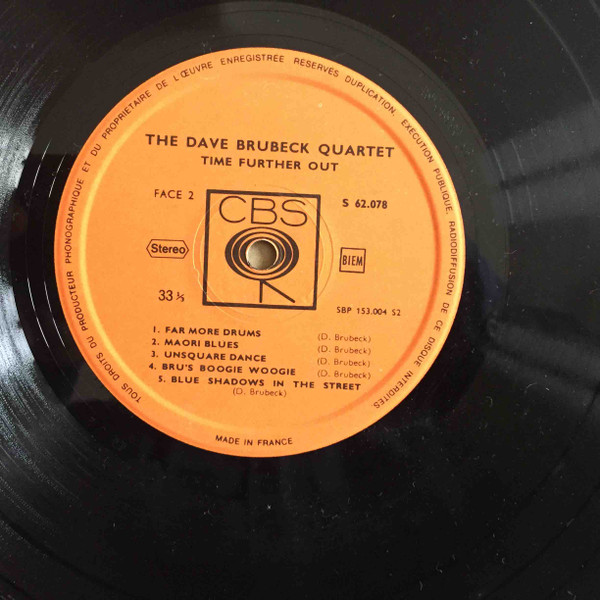 TOUS DROITS DU PRODUCTEUR PHONOGRAPHIQUE ET DU PROPRIETAIRE DE L'ŒUVRE ENREGISTRÉE RESERVÉS DUPLICATION, EXECUTION PUBLIQUE, RADIODIFFUSION DE CE DISQUE INTERDITES
THE DAVE BRUBECK QUARTET
TIME FURTHER OUT
FACE 2
CBS
S 62.078
Stereo
BIEM
33 ⅓
SBP 153.004 S2
1. FAR MORE DRUMS (D. Brubeck)
2. MAORI BLUES (D. Brubeck)
3. UNSQUARE DANCE (D. Brubeck)
4. BRU'S BOOGIE WOOGIE (D. Brubeck)
5. BLUE SHADOWS IN THE STREET
(D. Brubeck)
MADE IN FRANCE